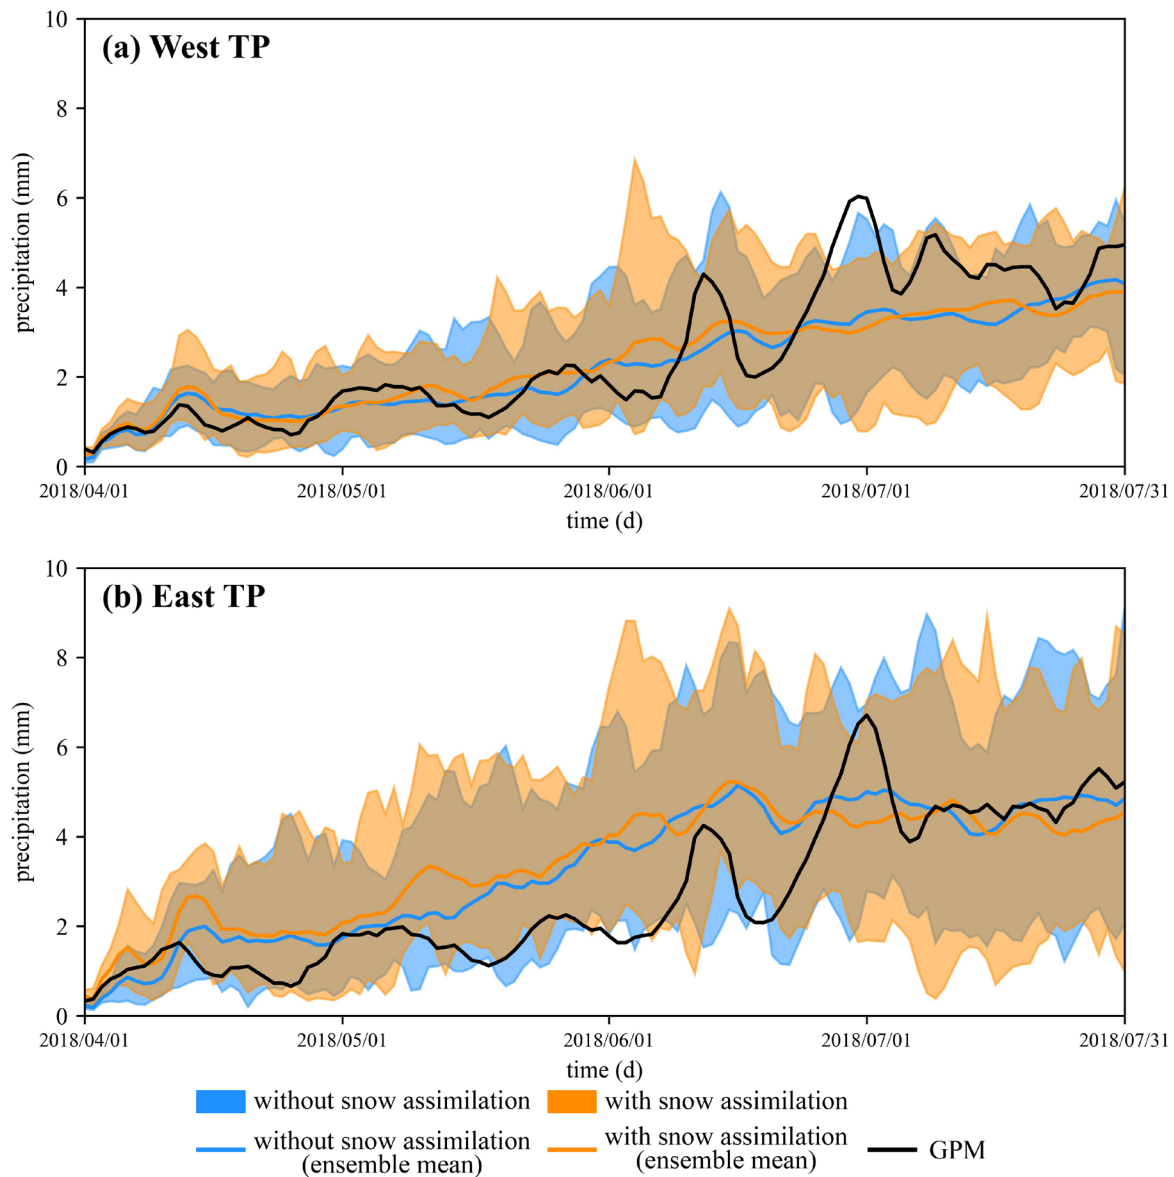 (a) West TP
10
8
6
4
2
0
precipitation (mm)
2018/04/01 2018/05/01 2018/06/01 2018/07/01 2018/07/31
time (d)
(b) East TP
10
8
6
4
2
0
precipitation (mm)
2018/04/01 2018/05/01 2018/06/01 2018/07/01 2018/07/31
time (d)
without snow assimilation with snow assimilation
without snow assimilation
(ensemble mean)
with snow assimilation
(ensemble mean)
GPM